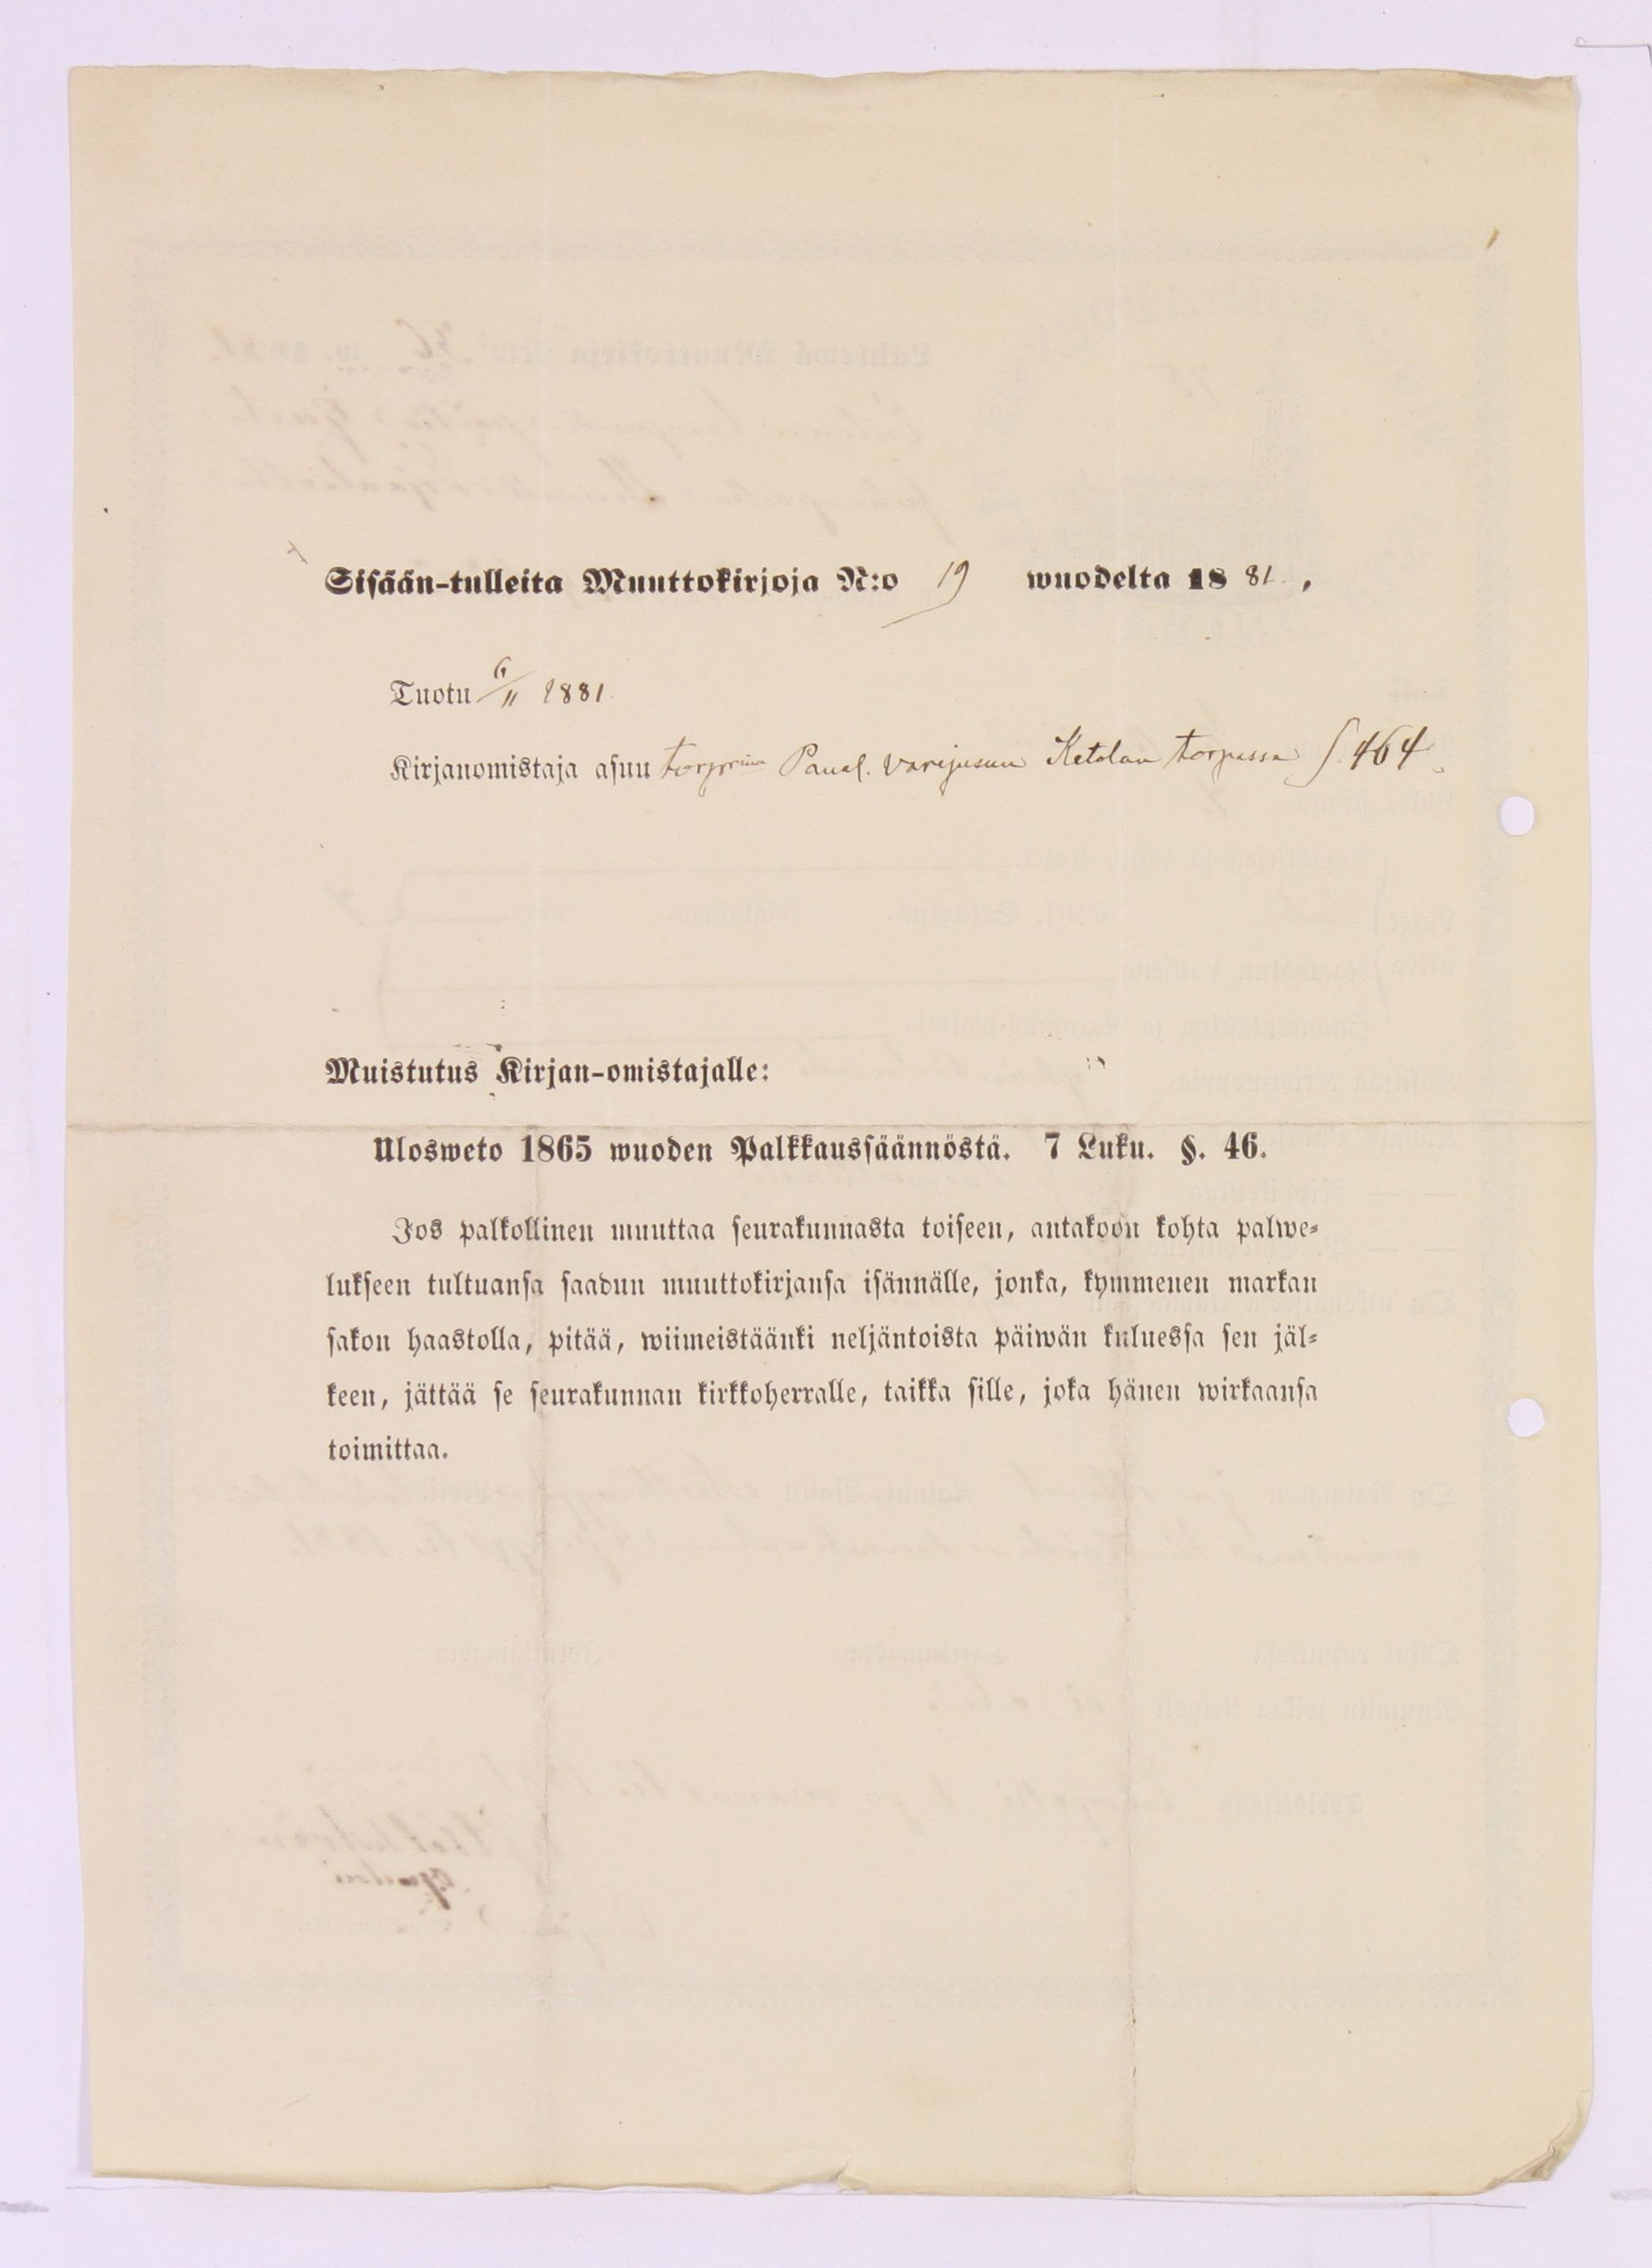 Sisään-tulleita Muuttokirjoja N:o 19 wuodelta 1881.,
Tuotu 6/11 1881.
Kirjanomistaja asuu Ketolan torpassa S. 464
Muistutus Kirjan-omistajalle:
Ulosweto 1865 wuoden Palkkaussäännöstä. 7 Luku. §. 46.
Jos palkollinen muuttaa seurakunnasta toiseen, antakoon kohta palwe-
lukseen tultuansa saadun muuttokirjansa isännälle, jonka, kymmenen markan
sakon haastolla, pitää, wiimeistäänki neljäntoista päiwän kuluessa sen jäl-
keen, jättää se seurakunnan kirkkoherralle, taikka sille, joka hänen wirkaansa
toimittaa.